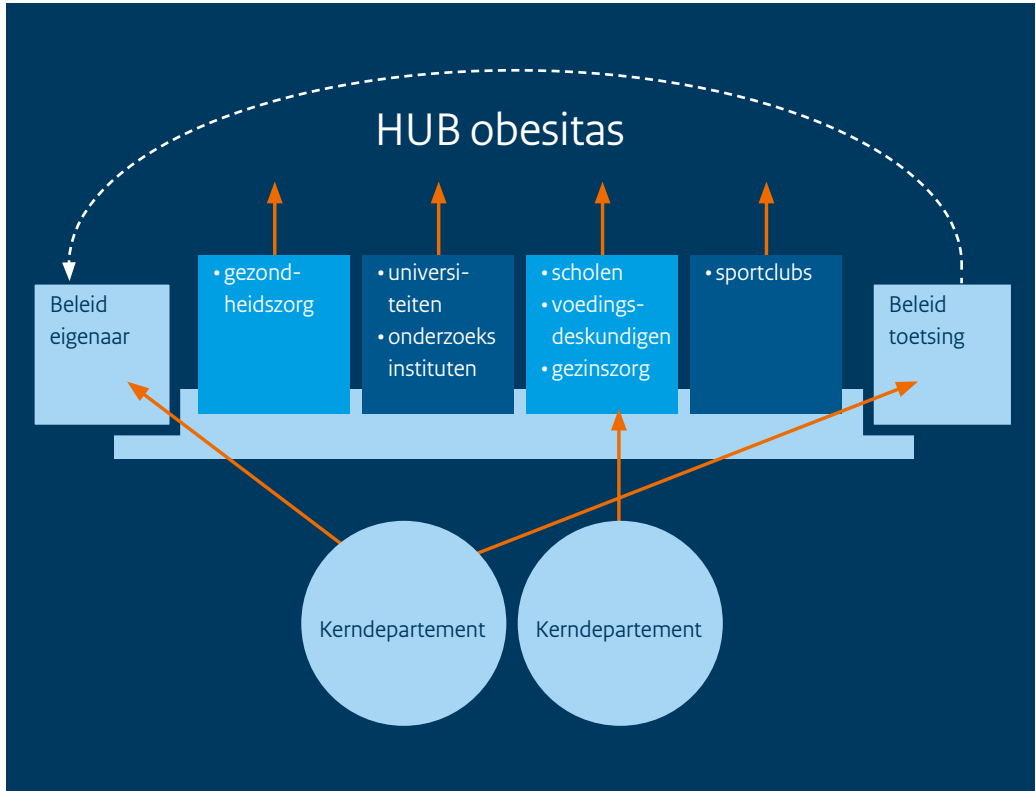 HUB obesitas
Beleid
eigenaar
• gezond-
heidszorg
• universi-
teiten
• onderzoeks
instituten
• scholen
• voedings-
deskundigen
• gezinszorg
• sportclubs
Beleid
toetsing
Kerndepartement
Kerndepartement